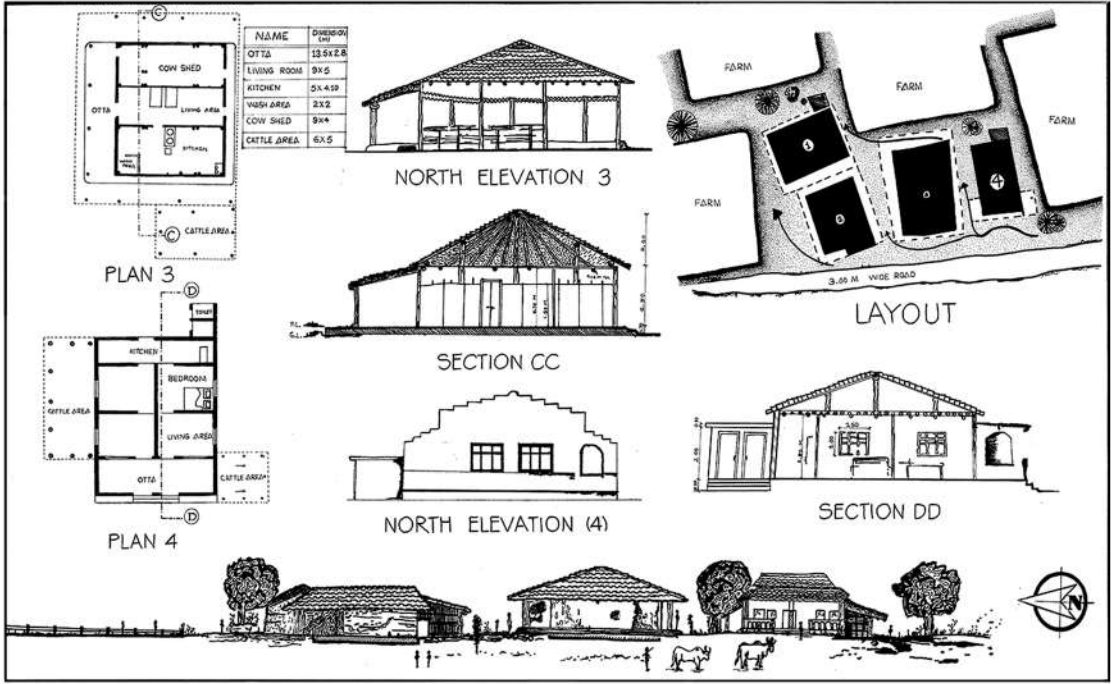 C
COW SHED
OTTA
LIVING AREA
KITCHEN
CATTLE AREA
C
PLAN 3
NAME DIMENSION (M)
OTTA 13.5X2.8
LIVING ROOM 9X5
KITCHEN 5X4.50
WASH AREA 2X2
COW SHED 9X4
CATTLE AREA 6X5
NORTH ELEVATION 3
SECTION CC
FARM
FARM
FARM
FARM
1
4
3.00 M WIDE ROAD
LAYOUT
D
TOILET
KITCHEN
BEDROOM
CATTLE AREA
LIVING AREA
OTTA
CATTLE AREA
D
PLAN 4
NORTH ELEVATION (4)
SECTION DD
N